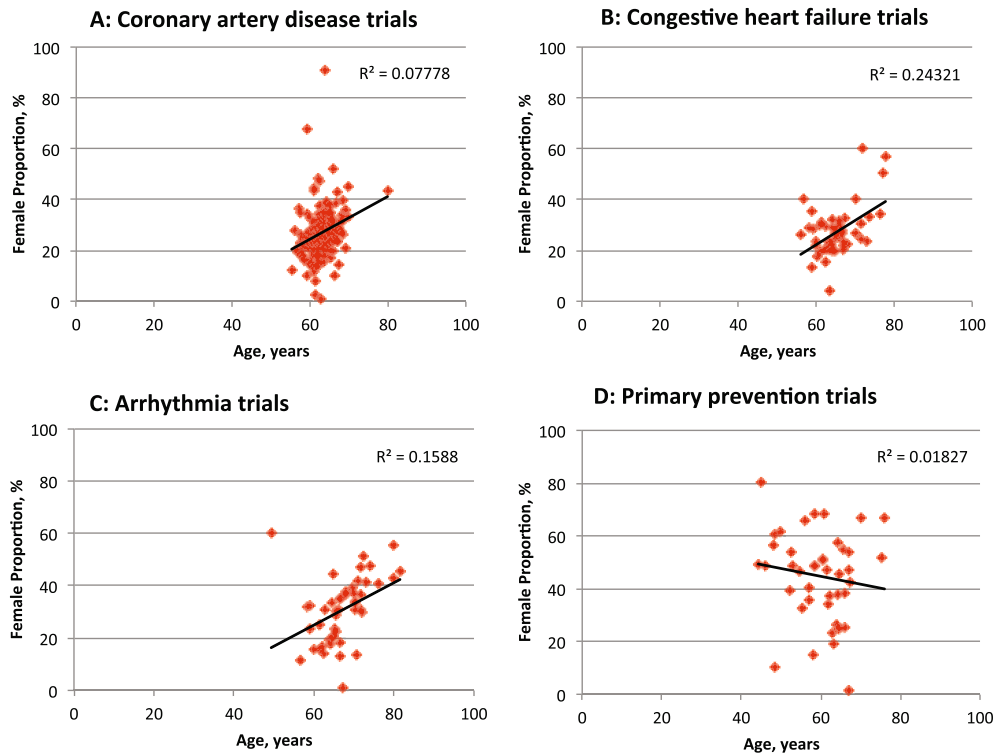 A: Coronary artery disease trials
R² = 0.07778
Female Proportion, %
100
80
60
40
20
0
0 20 40 60 80 100
Age, years
B: Congestive heart failure trials
R² = 0.24321
Female Proportion, %
100
80
60
40
20
0
0 20 40 60 80 100
Age, years
C: Arrhythmia trials
R² = 0.1588
Female Proportion, %
100
80
60
40
20
0
0 20 40 60 80 100
Age, years
D: Primary prevention trials
R² = 0.01827
Female Proportion, %
100
80
60
40
20
0
0 20 40 60 80 100
Age, years